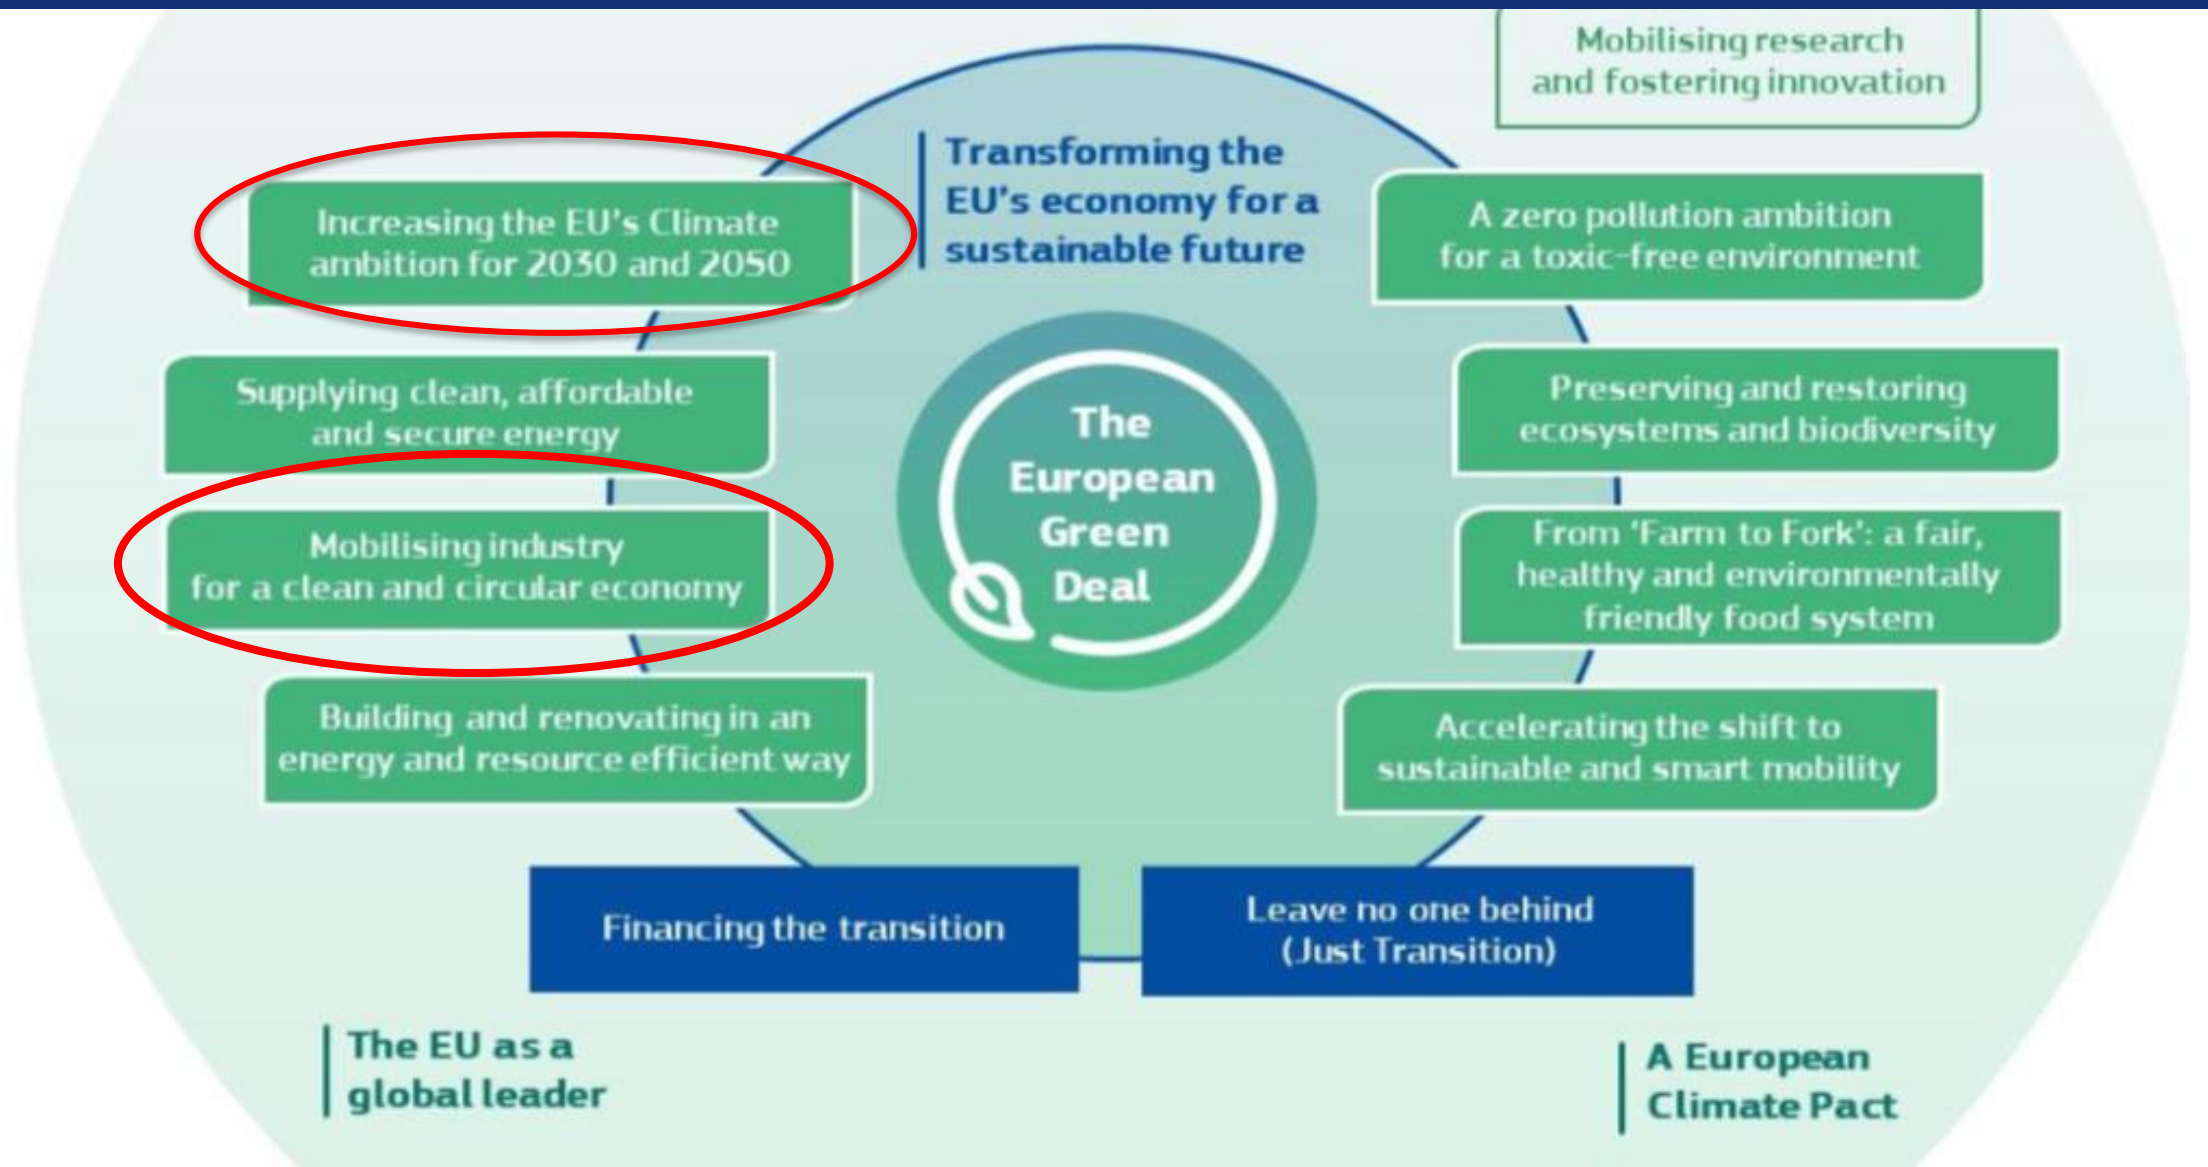 Mobilising research
and fostering innovation
Transforming the
EU's economy for a
sustainable future
Increasing the EU's Climate
ambition for 2030 and 2050
A zero pollution ambition
for a toxic-free environment
Supplying clean, affordable
and secure energy
Preserving and restoring
ecosystems and biodiversity
The
European
Green
Deal
Mobilising industry
for a clean and circular economy
From ‘Farm to Fork’: a fair,
healthy and environmentally
friendly food system
Building and renovating in an
energy and resource efficient way
Accelerating the shift to
sustainable and smart mobility
Financing the transition
Leave no one behind
(Just Transition)
The EU as a
global leader
A European
Climate Pact